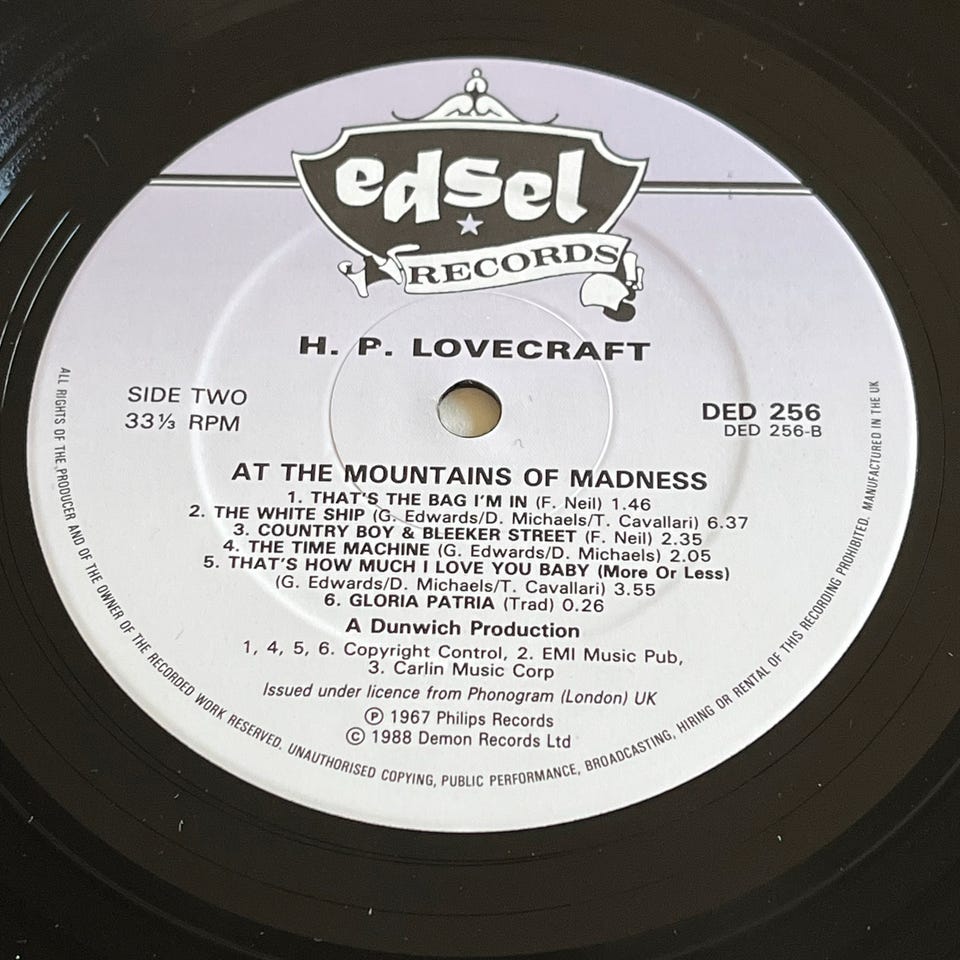 edsel
RECORDS
H. P. LOVECRAFT
SIDE TWO
33⅓ RPM
DED 256
DED 256-B
AT THE MOUNTAINS OF MADNESS
1. THAT'S THE BAG I'M IN (F. Neil) 1.46
2. THE WHITE SHIP (G. Edwards/D. Michaels/T. Cavallari) 6.37
3. COUNTRY BOY & BLEEKER STREET (F. Neil) 2.35
4. THE TIME MACHINE (G. Edwards/D. Michaels) 2.05
5. THAT'S HOW MUCH I LOVE YOU BABY (More Or Less)
(G. Edwards/D. Michaels/T. Cavallari) 3.55
6. GLORIA PATRIA (Trad) 0.26
A Dunwich Production
1, 4, 5, 6. Copyright Control, 2. EMI Music Pub,
3. Carlin Music Corp
Issued under licence from Phonogram (London) UK
℗ 1967 Philips Records
© 1988 Demon Records Ltd
ALL RIGHTS OF THE PRODUCER AND OF THE OWNER OF THE RECORDED WORK RESERVED. UNAUTHORISED COPYING, PUBLIC PERFORMANCE, BROADCASTING, HIRING OR RENTAL OF THIS RECORDING PROHIBITED. MANUFACTURED IN THE UK